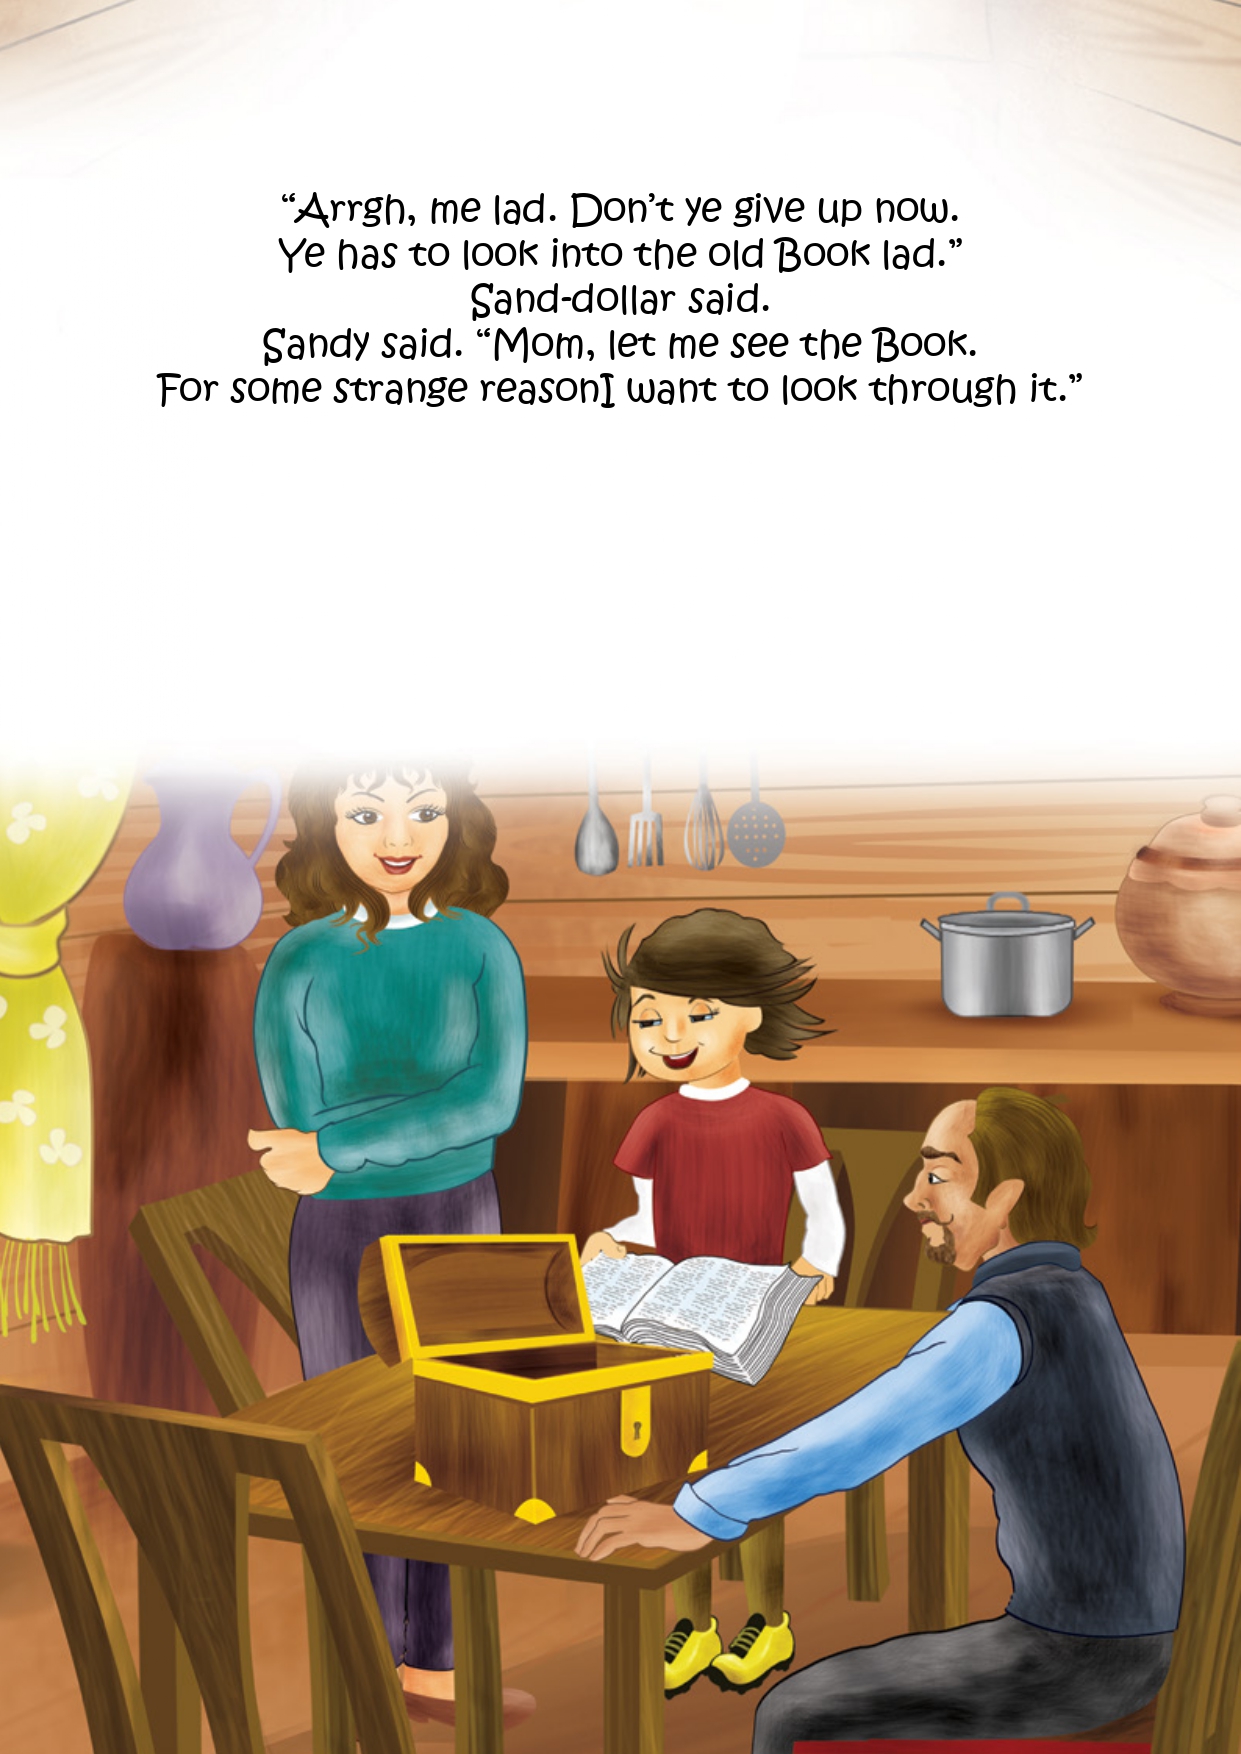 “Arrgh, me lad. Don’t ye give up now.
Ye has to look into the old Book lad.”
Sand-dollar said.
Sandy said. “Mom, let me see the Book.
For some strange reasonI want to look through it.”